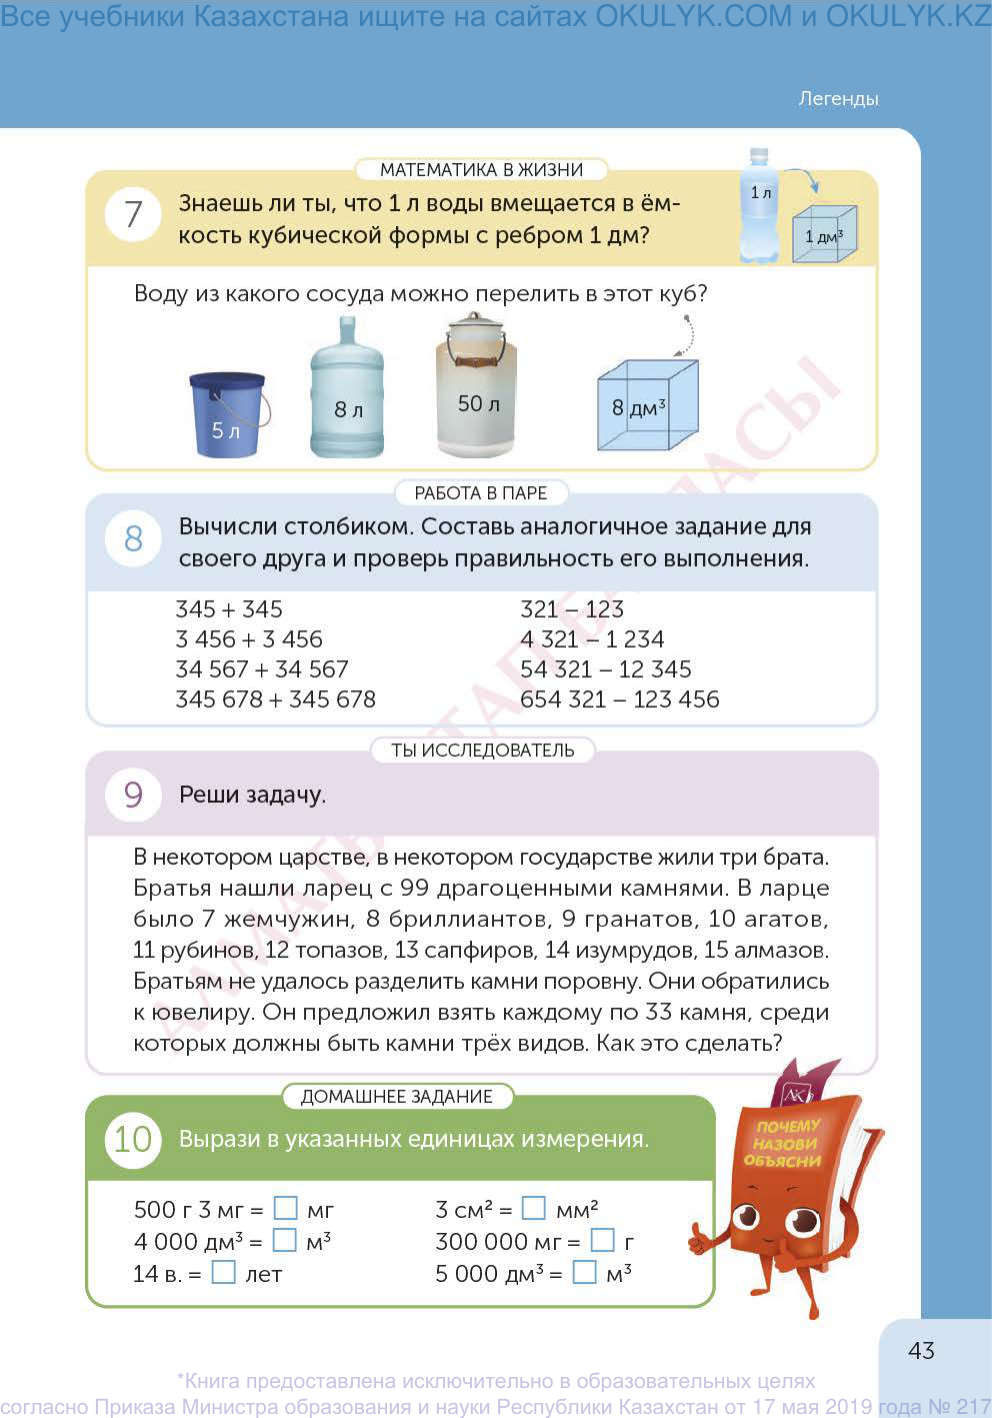 Все учебники Казахстана ищите на сайтах OKULYK.COM и OKULYK.KZ
Легенды
МАТЕМАТИКА В ЖИЗНИ
7
Знаешь ли ты, что 1 л воды вмещается в ём-
кость кубической формы с ребром 1 дм?
1 л
1 дм³
Воду из какого сосуда можно перелить в этот куб?
5 л
8 л
50 л
8 дм³
РАБОТА В ПАРЕ
8
Вычисли столбиком. Составь аналогичное задание для
своего друга и проверь правильность его выполнения.
345 + 345
3 456 + 3 456
34 567 + 34 567
345 678 + 345 678
321 – 123
4 321 – 1 234
54 321 – 12 345
654 321 – 123 456
ТЫ ИССЛЕДОВАТЕЛЬ
9
Реши задачу.
В некотором царстве, в некотором государстве жили три брата.
Братья нашли ларец с 99 драгоценными камнями. В ларце
было 7 жемчужин, 8 бриллиантов, 9 гранатов, 10 агатов,
11 рубинов, 12 топазов, 13 сапфиров, 14 изумрудов, 15 алмазов.
Братьям не удалось разделить камни поровну. Они обратились
к ювелиру. Он предложил взять каждому по 33 камня, среди
которых должны быть камни трёх видов. Как это сделать?
ДОМАШНЕЕ ЗАДАНИЕ
10
Вырази в указанных единицах измерения.
500 г 3 мг = □ мг
4 000 дм³ = □ м³
14 в. = □ лет
3 см² = □ мм²
300 000 мг = □ г
5 000 дм³ = □ м³
ПОЧЕМУ
НАЗОВИ
ОБЪЯСНИ
43
*Книга предоставлена исключительно в образовательных целях
согласно Приказа Министра образования и науки Республики Казахстан от 17 мая 2019 года № 217